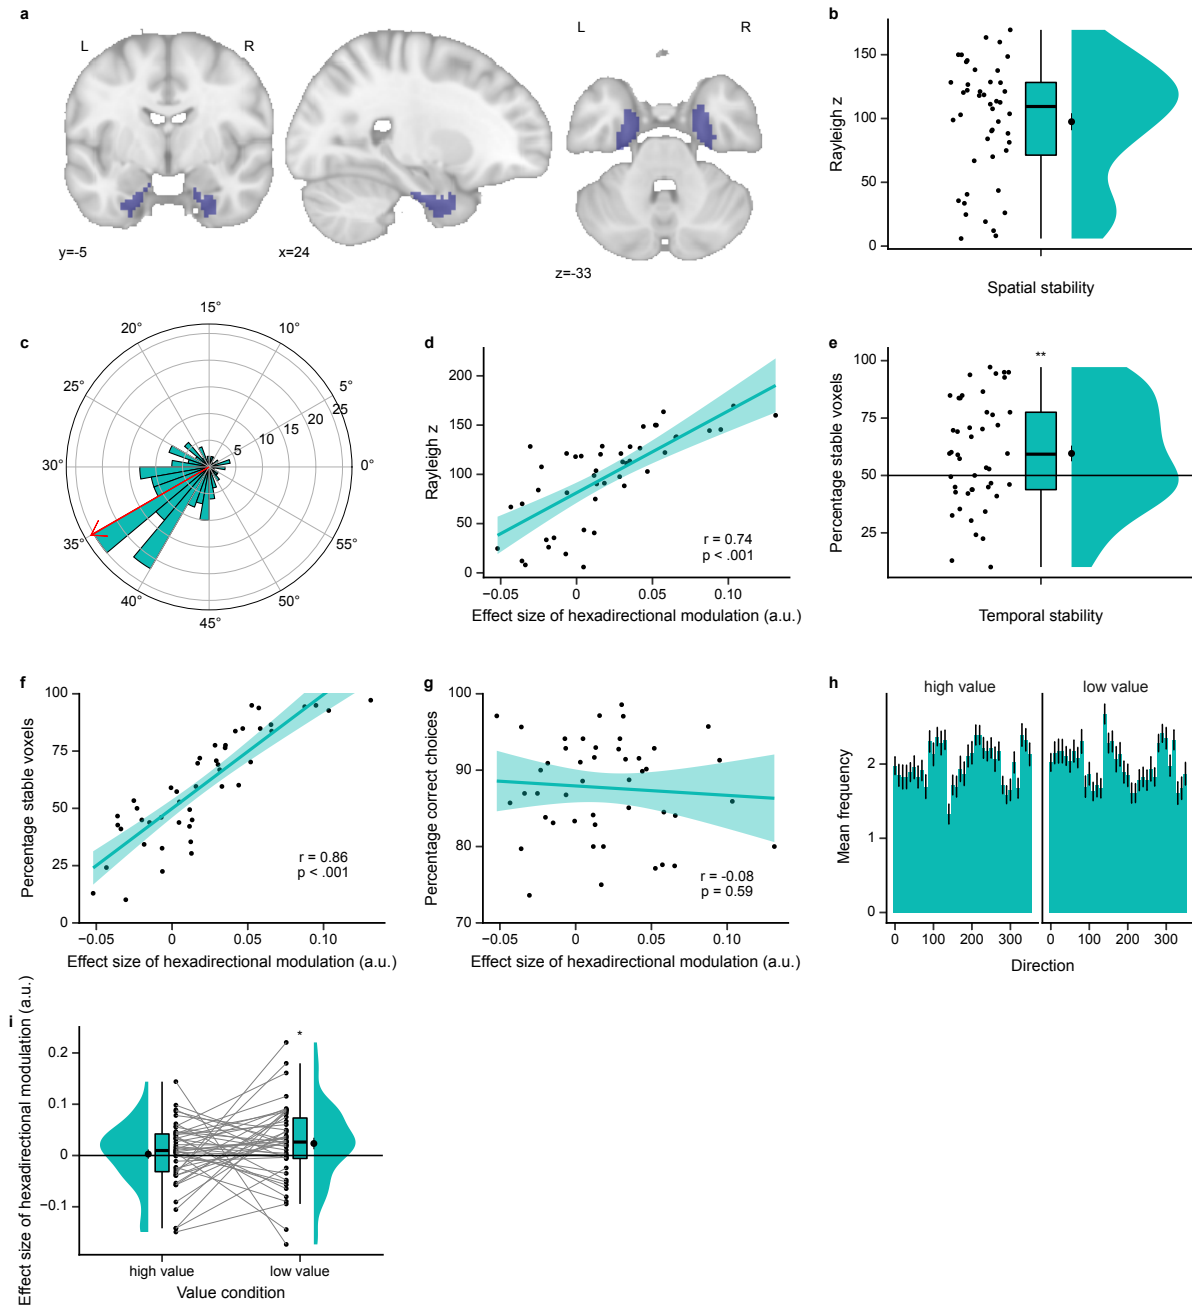 a
L
R
L
R
y=-5
x=24
z=-33
b
Rayleigh z
150
100
50
0
Spatial stability
c
15°
20°
10°
25°
5°
30°
0°
35°
55°
40°
50°
45°
5
10
15
20
25
d
Rayleigh z
200
150
100
50
0
r = 0.74
p < .001
−0.05
0
0.05
0.10
Effect size of hexadirectional modulation (a.u.)
e
**
Percentage stable voxels
100
75
50
25
Temporal stability
f
Percentage stable voxels
100
75
50
25
0
r = 0.86
p < .001
−0.05
0
0.05
0.10
Effect size of hexadirectional modulation (a.u.)
g
Percentage correct choices
100
90
80
70
r = -0.08
p = 0.59
−0.05
0
0.05
0.10
Effect size of hexadirectional modulation (a.u.)
h
high value
low value
Mean frequency
2
1
0
0
100
200
300
0
100
200
300
Direction
i
Effect size of hexadirectional modulation (a.u.)
*
0.2
0.1
0
−0.1
high value
low value
Value condition